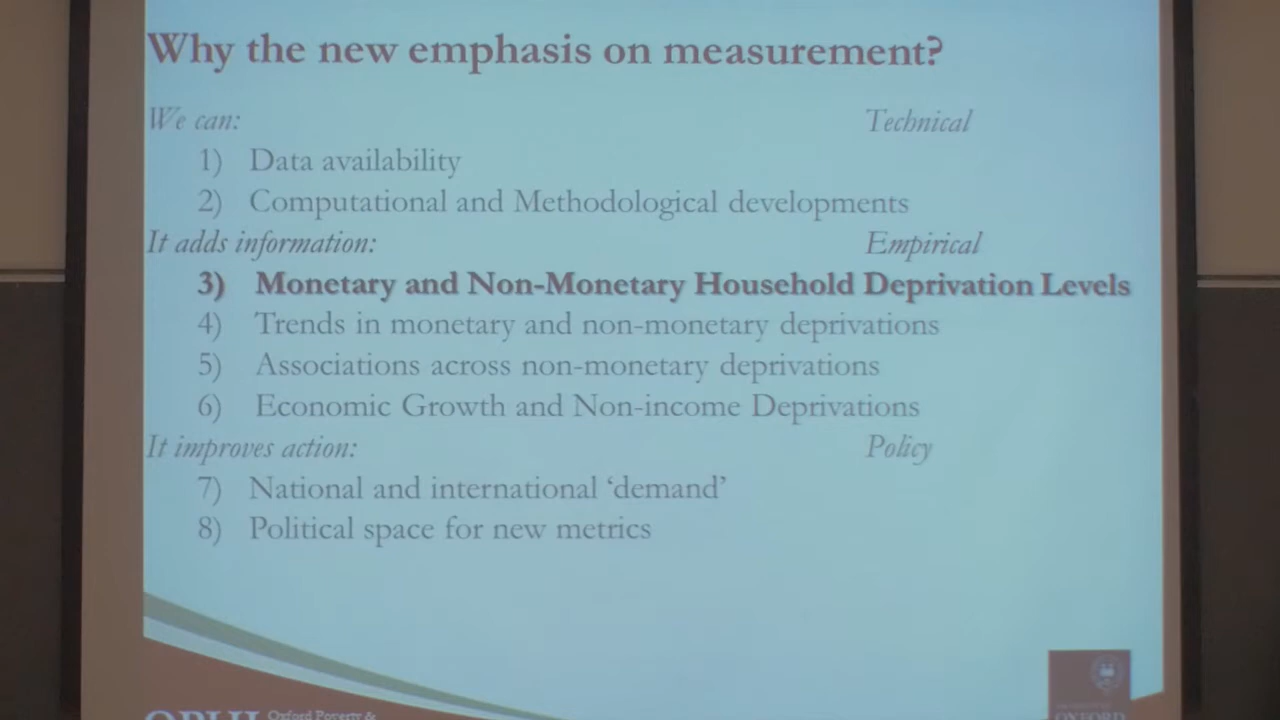 Why the new emphasis on measurement?
We can: Technical
1) Data availability
2) Computational and Methodological developments
It adds information: Empirical
3) Monetary and Non-Monetary Household Deprivation Levels
4) Trends in monetary and non-monetary deprivations
5) Associations across non-monetary deprivations
6) Economic Growth and Non-income Deprivations
It improves action: Policy
7) National and international ‘demand’
8) Political space for new metrics
OPHI Oxford Poverty &
OXFORD